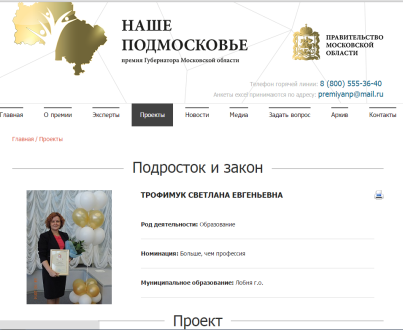 НАШЕ
ПОДМОСКОВЬЕ
премия Губернатора Московской области
ПРАВИТЕЛЬСТВО
МОСКОВСКОЙ
ОБЛАСТИ
Телефон горячей линии: 8 (800) 555-36-40
Анкеты exсel принимаются по адресу: premiyanp@mail.ru
Главная О премии Эксперты Проекты Новости Медиа Задать вопрос Архив Контакты
Главная / Проекты
Подросток и закон
ТРОФИМУК СВЕТЛАНА ЕВГЕНЬЕВНА
Род деятельности: Образование
Номинация: Больше, чем профессия
Муниципальное образование: Лобня г.о.
Проект